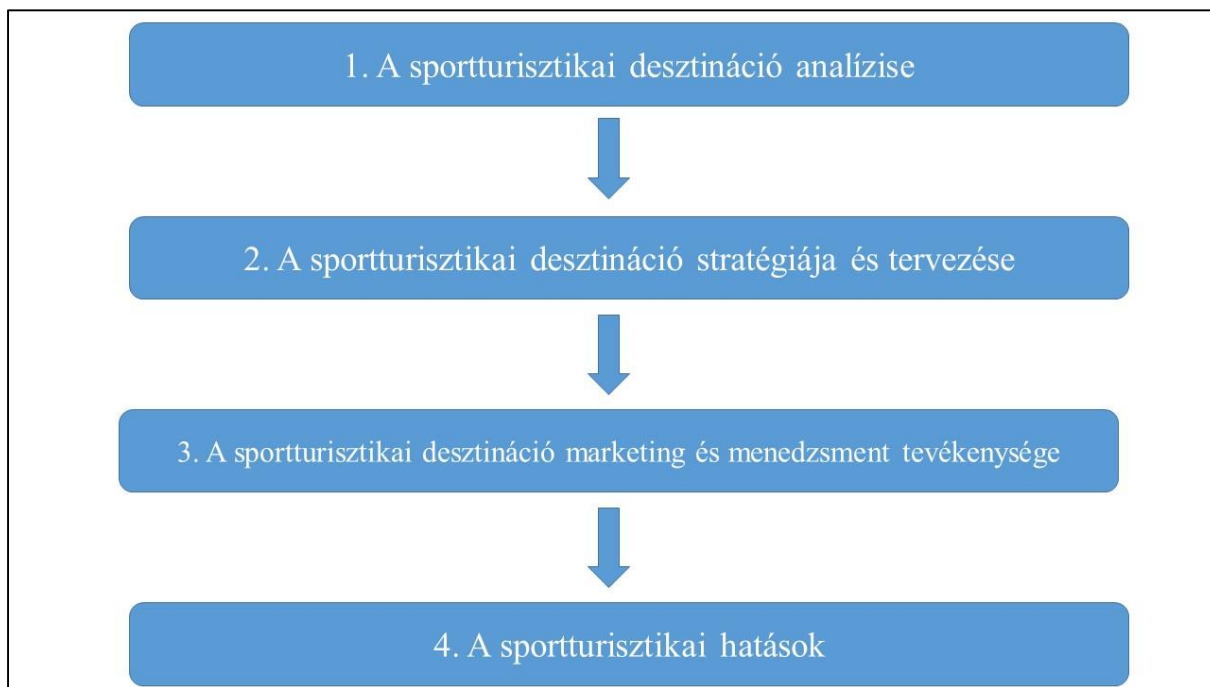 1. A sportturisztikai desztináció analízise
2. A sportturisztikai desztináció stratégiája és tervezése
3. A sportturisztikai desztináció marketing és menedzsment tevékenysége
4. A sportturisztikai hatások